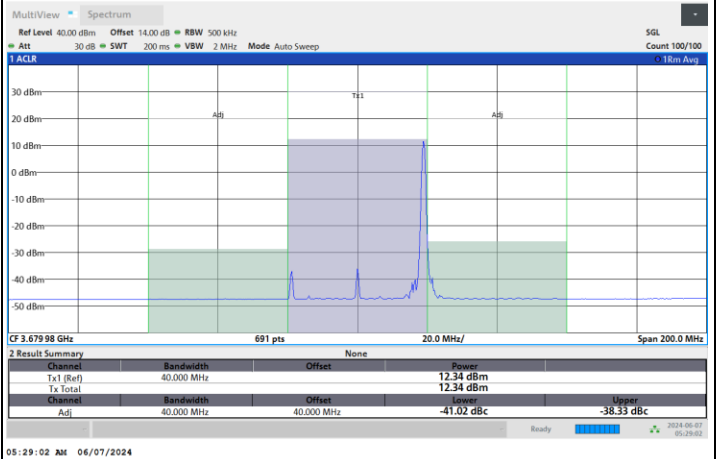 MultiView Spectrum
Ref Level 40.00 dBm Offset 14.00 dB RBW 500 kHz SGL
Att 30 dB SWT 200 ms VBW 2 MHz Mode Auto Sweep Count 100/100
1 ACLR 1Rm Avg
30 dBm
Tx1
20 dBm Adj Adj
10 dBm
0 dBm
-10 dBm
-20 dBm
-30 dBm
-40 dBm
-50 dBm
CF 3.679 98 GHz 691 pts 20.0 MHz/ Span 200.0 MHz
2 Result Summary None
Channel Bandwidth Offset Power
Tx1 (Ref) 40.000 MHz 12.34 dBm
Tx Total 12.34 dBm
Channel Bandwidth Offset Lower Upper
Adj 40.000 MHz 40.000 MHz -41.02 dBc -38.33 dBc
Ready 2024-06-07
05:29:02
05:29:02 AM 06/07/2024